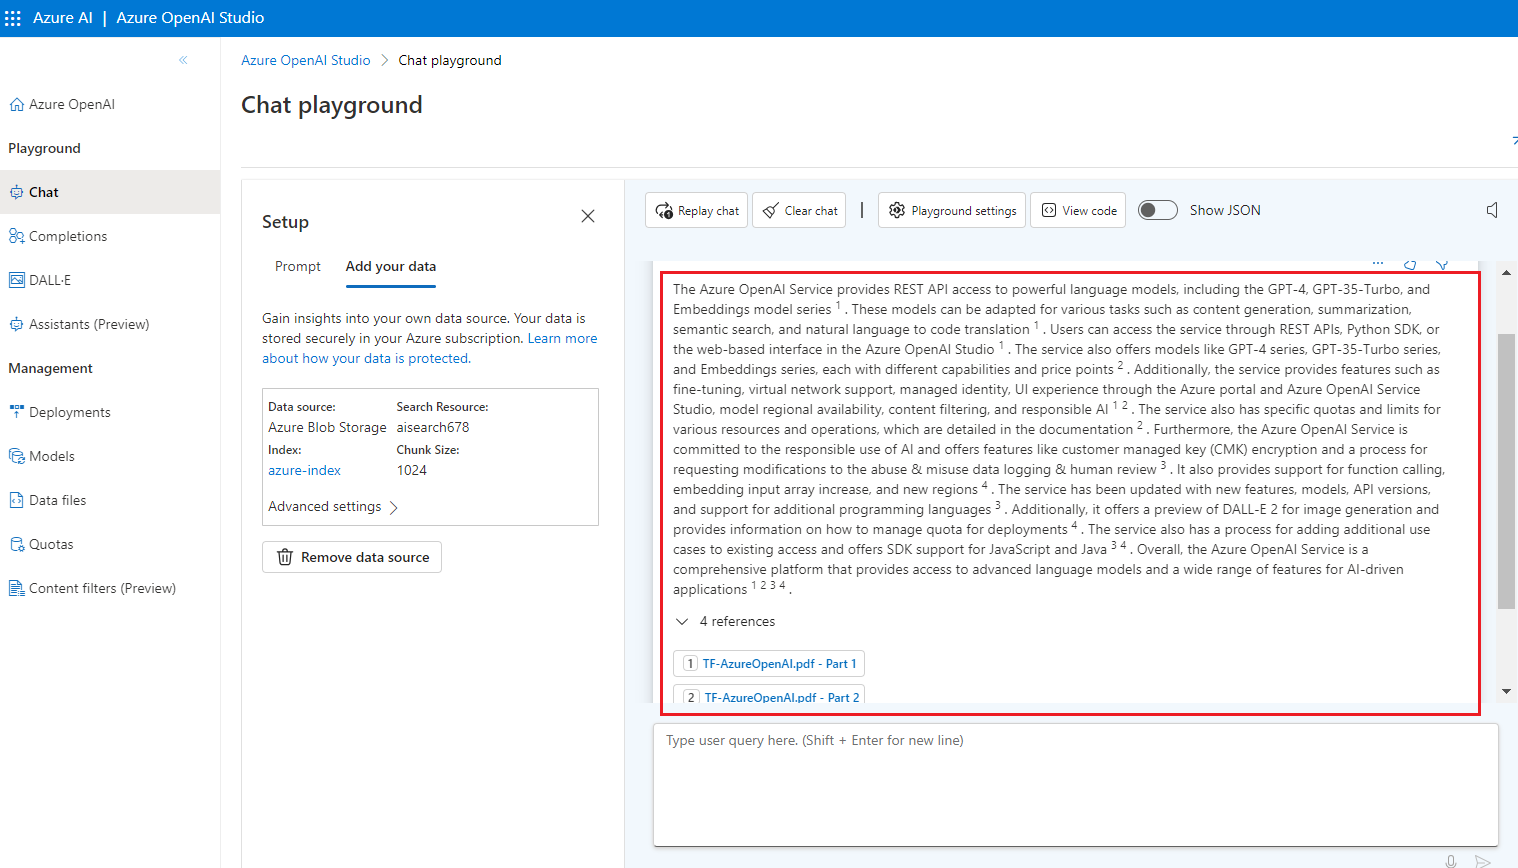 Azure AI | Azure OpenAI Studio
«
Azure OpenAI
Playground
Chat
Completions
DALL·E
Assistants (Preview)
Management
Deployments
Models
Data files
Quotas
Content filters (Preview)
Azure OpenAI Studio > Chat playground
Chat playground
Setup
Prompt Add your data
Gain insights into your own data source. Your data is
stored securely in your Azure subscription. Learn more
about how your data is protected.
Data source: Search Resource:
Azure Blob Storage aisearch678
Index: Chunk Size:
azure-index 1024
Advanced settings
Remove data source
Replay chat Clear chat | Playground settings View code Show JSON
The Azure OpenAI Service provides REST API access to powerful language models, including the GPT-4, GPT-35-Turbo, and
Embeddings model series 1 . These models can be adapted for various tasks such as content generation, summarization,
semantic search, and natural language to code translation 1 . Users can access the service through REST APIs, Python SDK, or
the web-based interface in the Azure OpenAI Studio 1 . The service also offers models like GPT-4 series, GPT-35-Turbo series,
and Embeddings series, each with different capabilities and price points 2 . Additionally, the service provides features such as
fine-tuning, virtual network support, managed identity, UI experience through the Azure portal and Azure OpenAI Service
Studio, model regional availability, content filtering, and responsible AI 1 2 . The service also has specific quotas and limits for
various resources and operations, which are detailed in the documentation 2 . Furthermore, the Azure OpenAI Service is
committed to the responsible use of AI and offers features like customer managed key (CMK) encryption and a process for
requesting modifications to the abuse & misuse data logging & human review 3 . It also provides support for function calling,
embedding input array increase, and new regions 4 . The service has been updated with new features, models, API versions,
and support for additional programming languages 3 . Additionally, it offers a preview of DALL-E 2 for image generation and
provides information on how to manage quota for deployments 4 . The service also has a process for adding additional use
cases to existing access and offers SDK support for JavaScript and Java 3 4 . Overall, the Azure OpenAI Service is a
comprehensive platform that provides access to advanced language models and a wide range of features for AI-driven
applications 1 2 3 4 .
4 references
1 TF-AzureOpenAI.pdf - Part 1
2 TF-AzureOpenAI.pdf - Part 2
Type user query here. (Shift + Enter for new line)